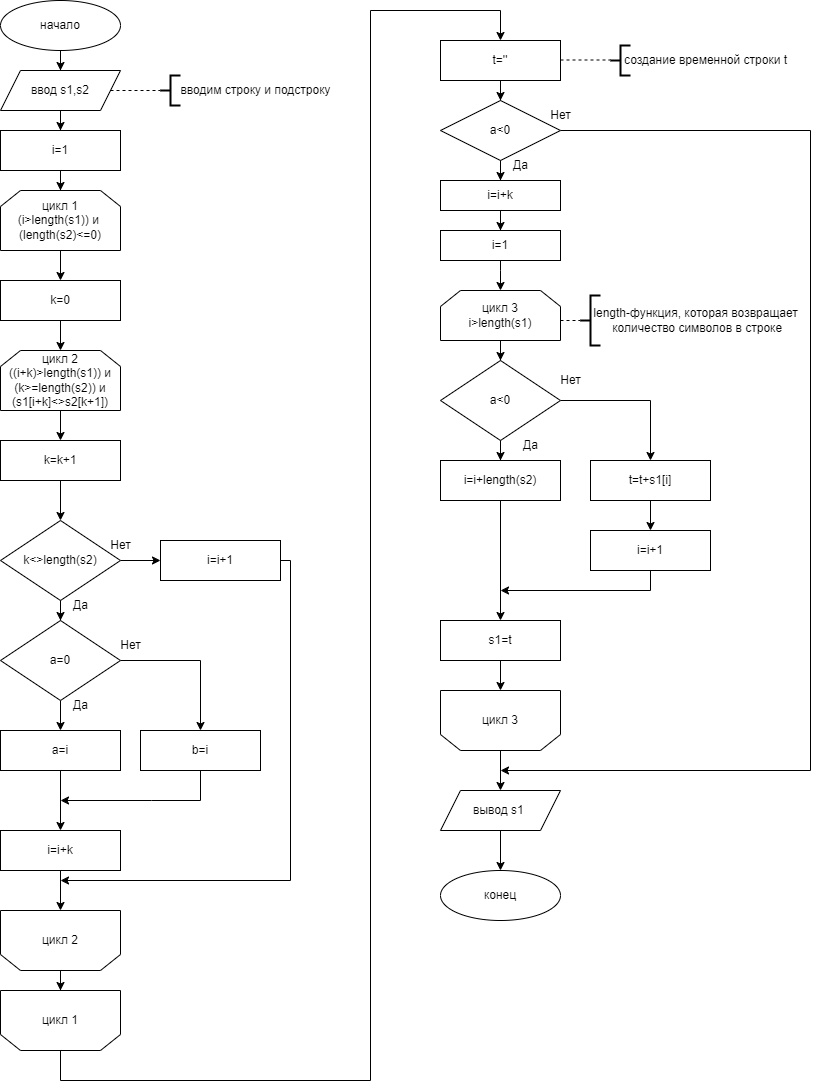 начало
ввод s1,s2
вводим строку и подстроку
i=1
цикл 1
(i>length(s1)) и
(length(s2)<=0)
k=0
цикл 2
((i+k)>length(s1)) и
(k>=length(s2)) и
(s1[i+k]<>s2[k+1])
k=k+1
k<>length(s2)
Нет
i=i+1
Да
a=0
Нет
Да
a=i
b=i
i=i+k
цикл 2
цикл 1
t=''
создание временной строки t
a<0
Нет
Да
i=i+k
i=1
цикл 3
i>length(s1)
length-функция, которая возвращает
количество символов в строке
a<0
Нет
Да
i=i+length(s2)
t=t+s1[i]
i=i+1
s1=t
цикл 3
вывод s1
конец